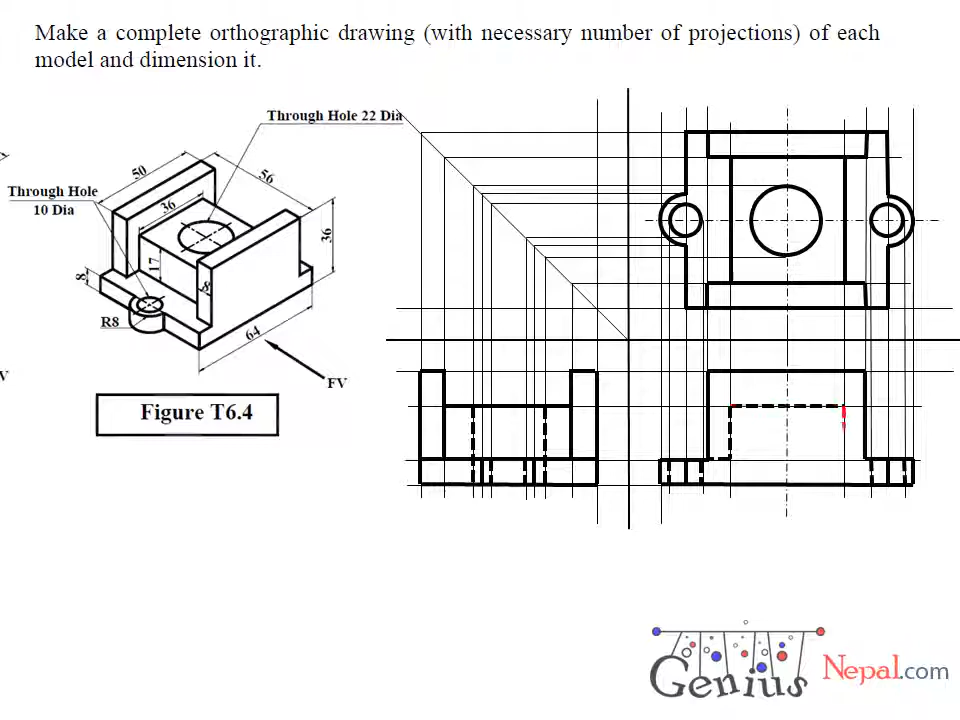 Make a complete orthographic drawing (with necessary number of projections) of each
model and dimension it.
Through Hole 22 Dia
50
56
Through Hole
10 Dia
36
36
17
8
8
R8
64
FV
Figure T6.4
Genius Nepal.com